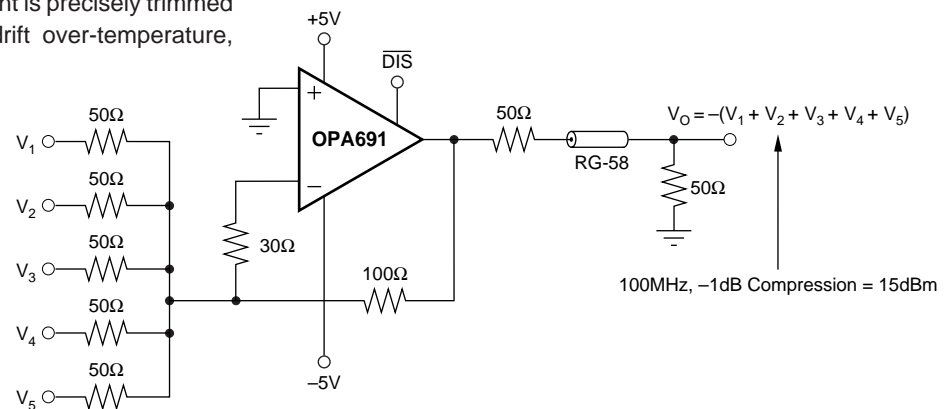 nt is precisely trimmed
drift over-temperature,
+5V
DIS
50Ω
V1
50Ω
V2
50Ω
V3
50Ω
V4
50Ω
V5
+
OPA691
–
30Ω
100Ω
–5V
50Ω
RG-58
50Ω
VO = –(V1 + V2 + V3 + V4 + V5)
100MHz, –1dB Compression = 15dBm